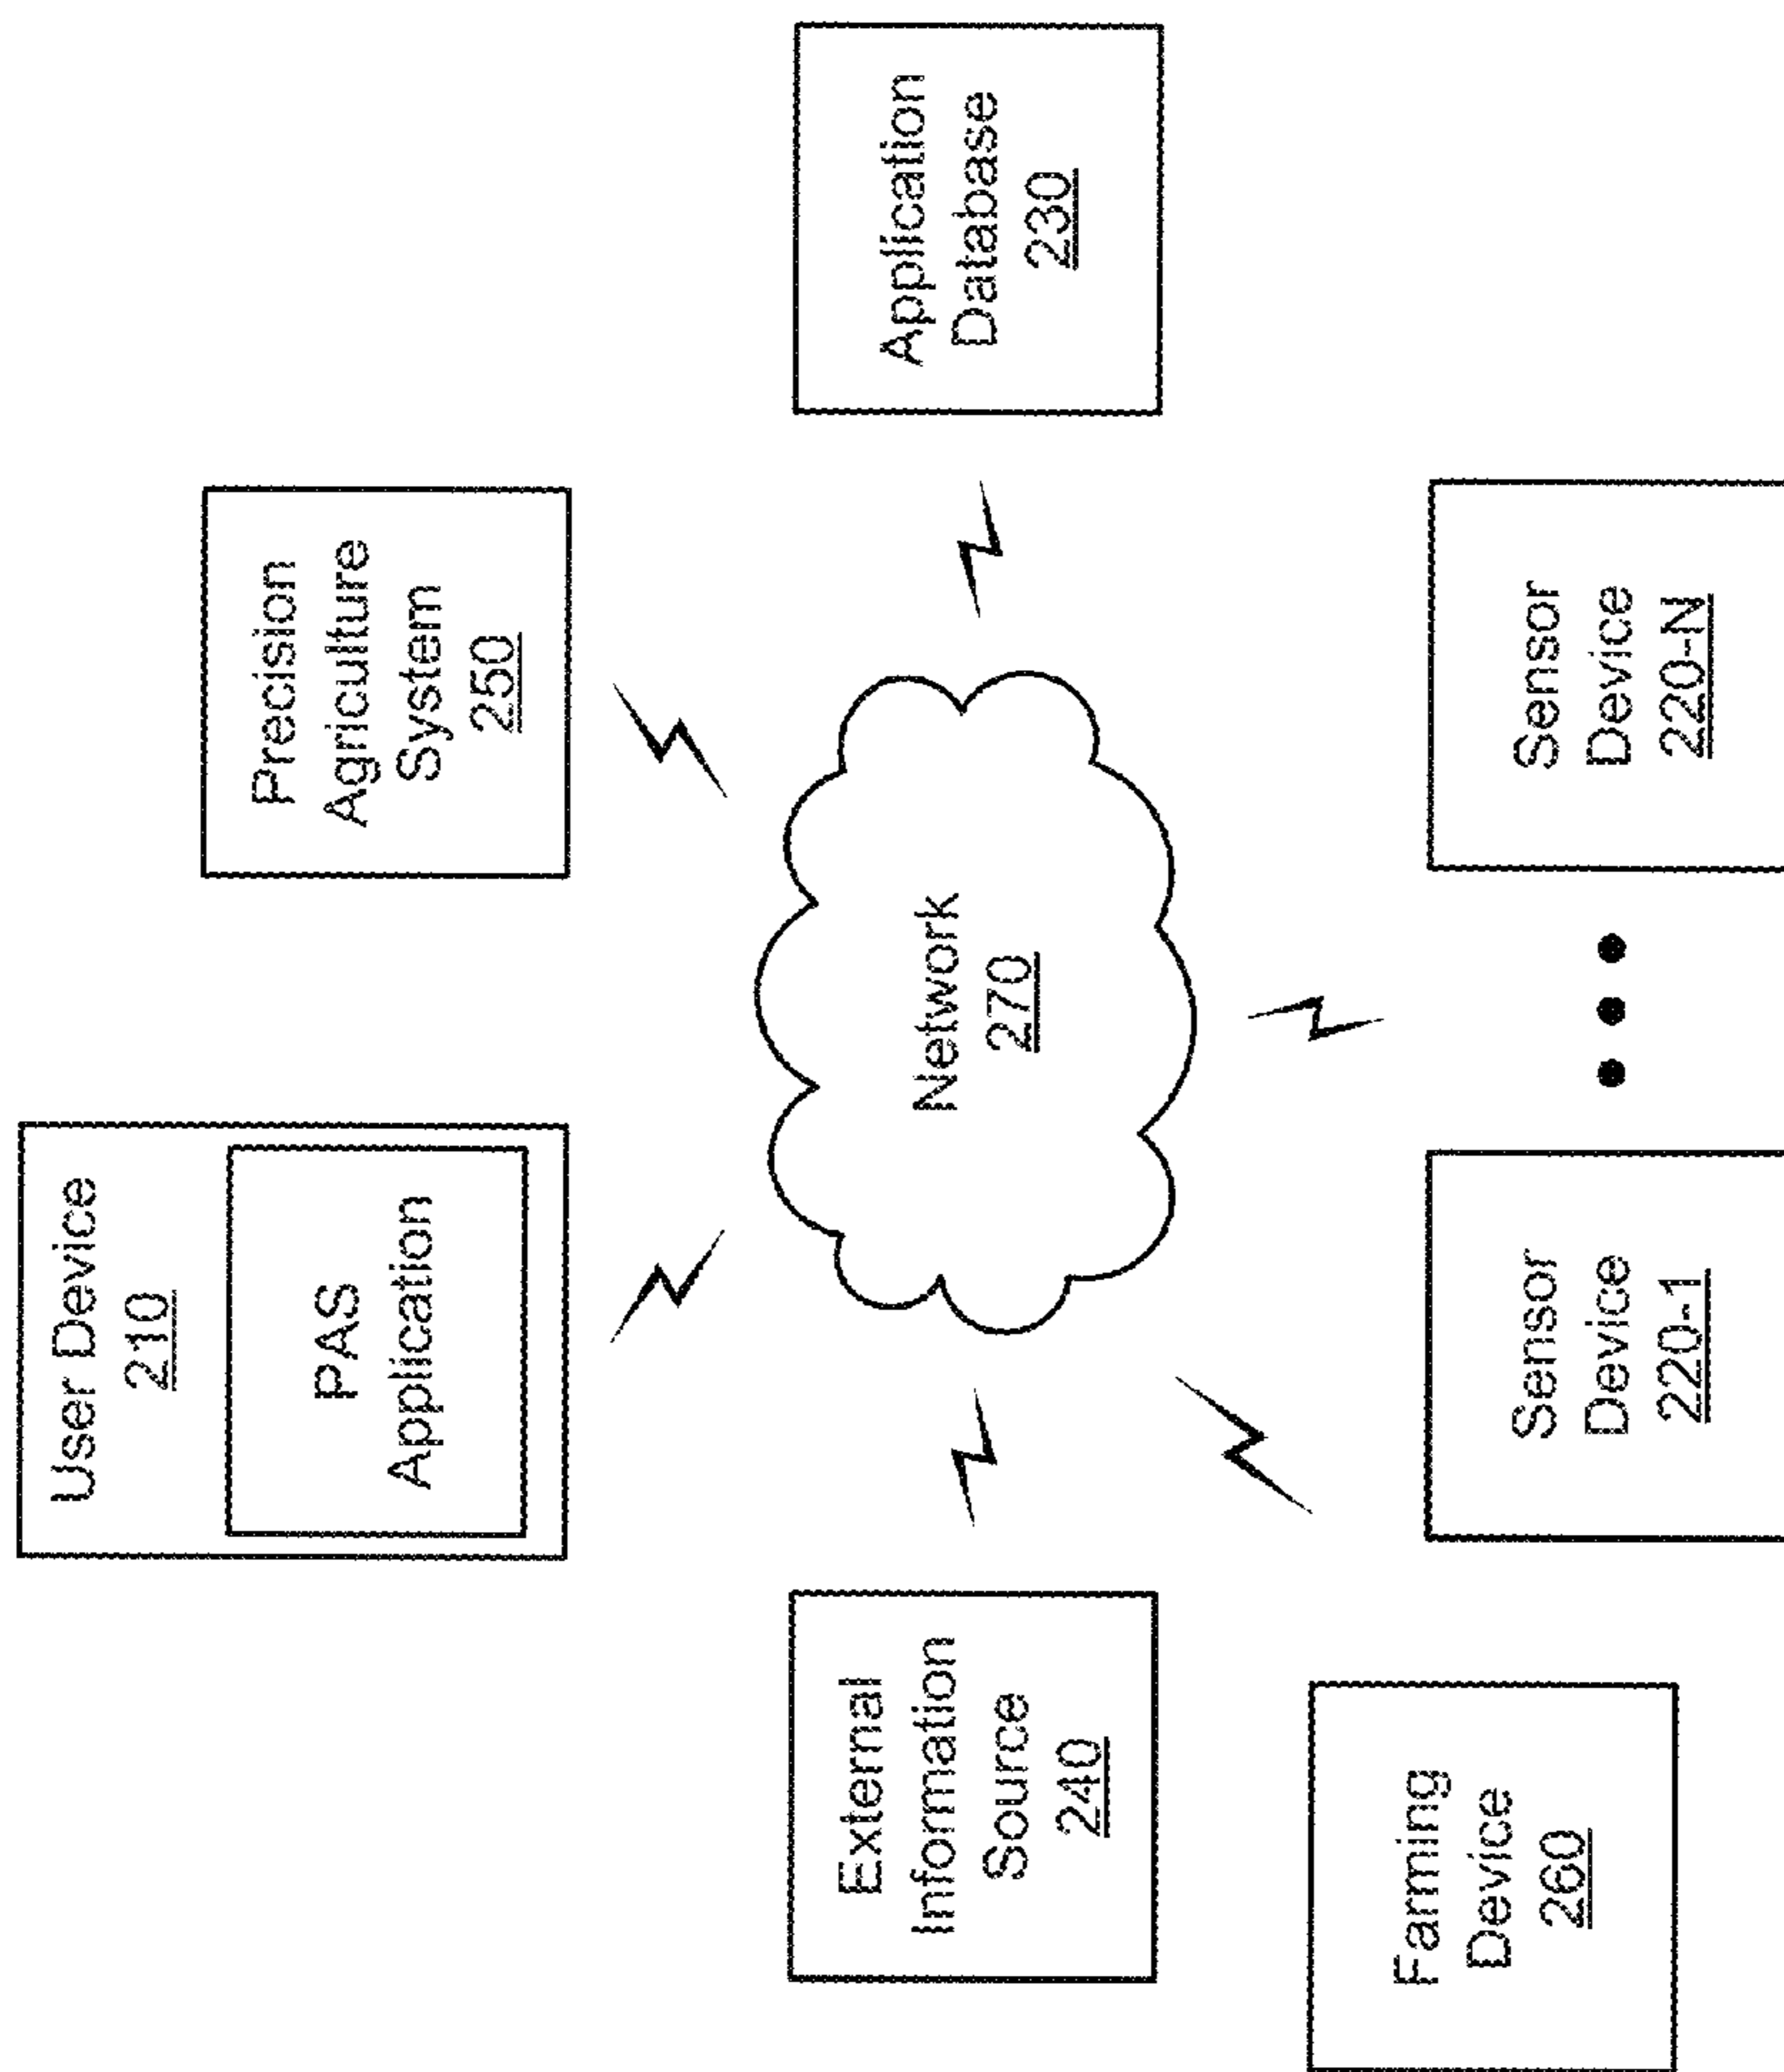 User Device
210
PAS
Application
Precision
Agriculture
System
250
External
Information
Source
240
Network
270
Application
Database
230
Farming
Device
260
Sensor
Device
220-1
Sensor
Device
220-N